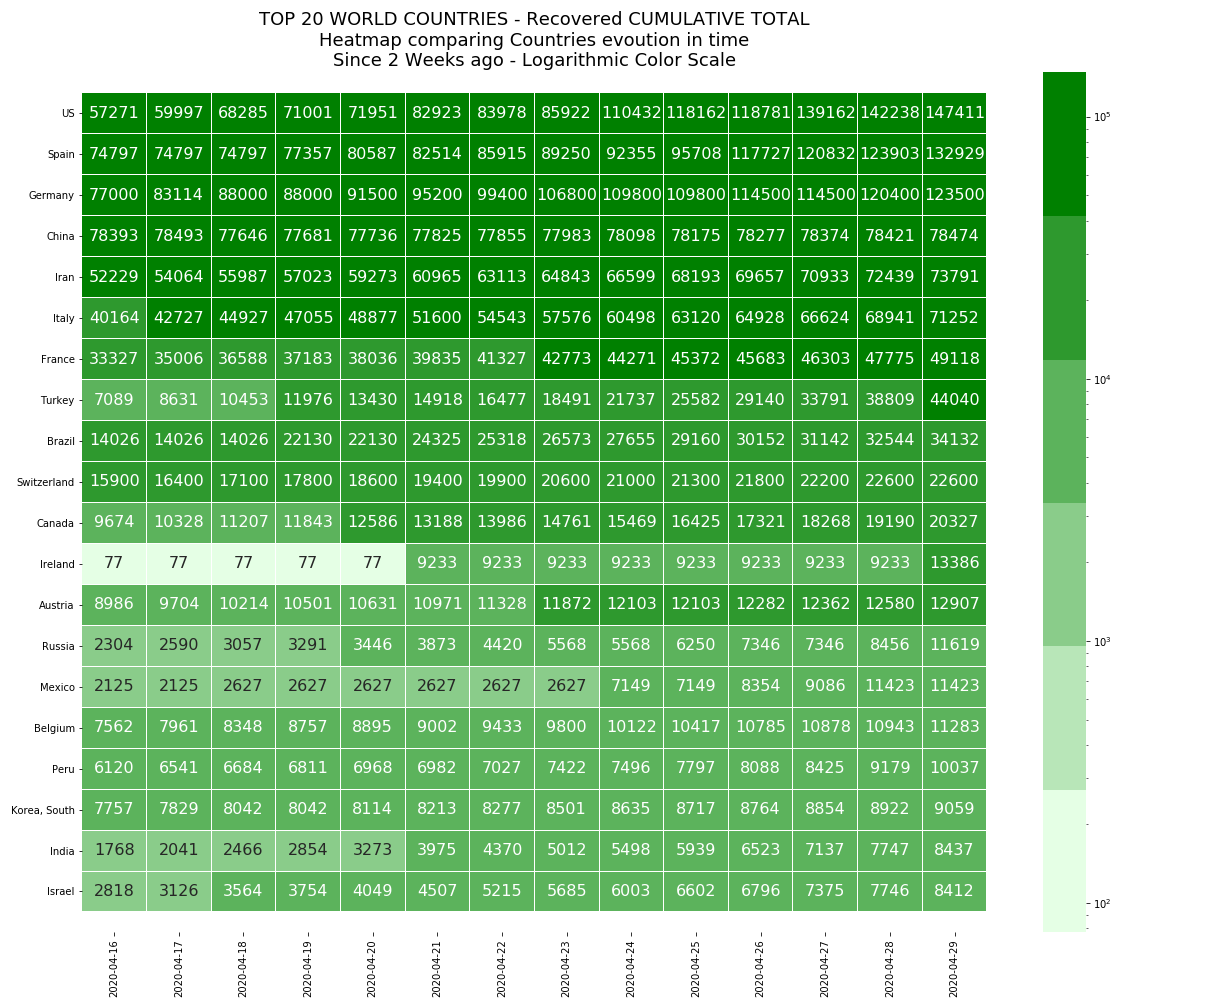 TOP 20 WORLD COUNTRIES - Recovered CUMULATIVE TOTAL
Heatmap comparing Countries evoution in time
Since 2 Weeks ago - Logarithmic Color Scale
US 57271 59997 68285 71001 71951 82923 83978 85922 110432 118162 118781 139162 142238 147411
Spain 74797 74797 74797 77357 80587 82514 85915 89250 92355 95708 117727 120832 123903 132929
Germany 77000 83114 88000 88000 91500 95200 99400 106800 109800 109800 114500 114500 120400 123500
China 78393 78493 77646 77681 77736 77825 77855 77983 78098 78175 78277 78374 78421 78474
Iran 52229 54064 55987 57023 59273 60965 63113 64843 66599 68193 69657 70933 72439 73791
Italy 40164 42727 44927 47055 48877 51600 54543 57576 60498 63120 64928 66624 68941 71252
France 33327 35006 36588 37183 38036 39835 41327 42773 44271 45372 45683 46303 47775 49118
Turkey 7089 8631 10453 11976 13430 14918 16477 18491 21737 25582 29140 33791 38809 44040
Brazil 14026 14026 14026 22130 22130 24325 25318 26573 27655 29160 30152 31142 32544 34132
Switzerland 15900 16400 17100 17800 18600 19400 19900 20600 21000 21300 21800 22200 22600 22600
Canada 9674 10328 11207 11843 12586 13188 13986 14761 15469 16425 17321 18268 19190 20327
Ireland 77 77 77 77 77 9233 9233 9233 9233 9233 9233 9233 9233 13386
Austria 8986 9704 10214 10501 10631 10971 11328 11872 12103 12103 12282 12362 12580 12907
Russia 2304 2590 3057 3291 3446 3873 4420 5568 5568 6250 7346 7346 8456 11619
Mexico 2125 2125 2627 2627 2627 2627 2627 2627 7149 7149 8354 9086 11423 11423
Belgium 7562 7961 8348 8757 8895 9002 9433 9800 10122 10417 10785 10878 10943 11283
Peru 6120 6541 6684 6811 6968 6982 7027 7422 7496 7797 8088 8425 9179 10037
Korea, South 7757 7829 8042 8042 8114 8213 8277 8501 8635 8717 8764 8854 8922 9059
India 1768 2041 2466 2854 3273 3975 4370 5012 5498 5939 6523 7137 7747 8437
Israel 2818 3126 3564 3754 4049 4507 5215 5685 6003 6602 6796 7375 7746 8412
2020-04-16 2020-04-17 2020-04-18 2020-04-19 2020-04-20 2020-04-21 2020-04-22 2020-04-23 2020-04-24 2020-04-25 2020-04-26 2020-04-27 2020-04-28 2020-04-29
10⁵
10⁴
10³
10²